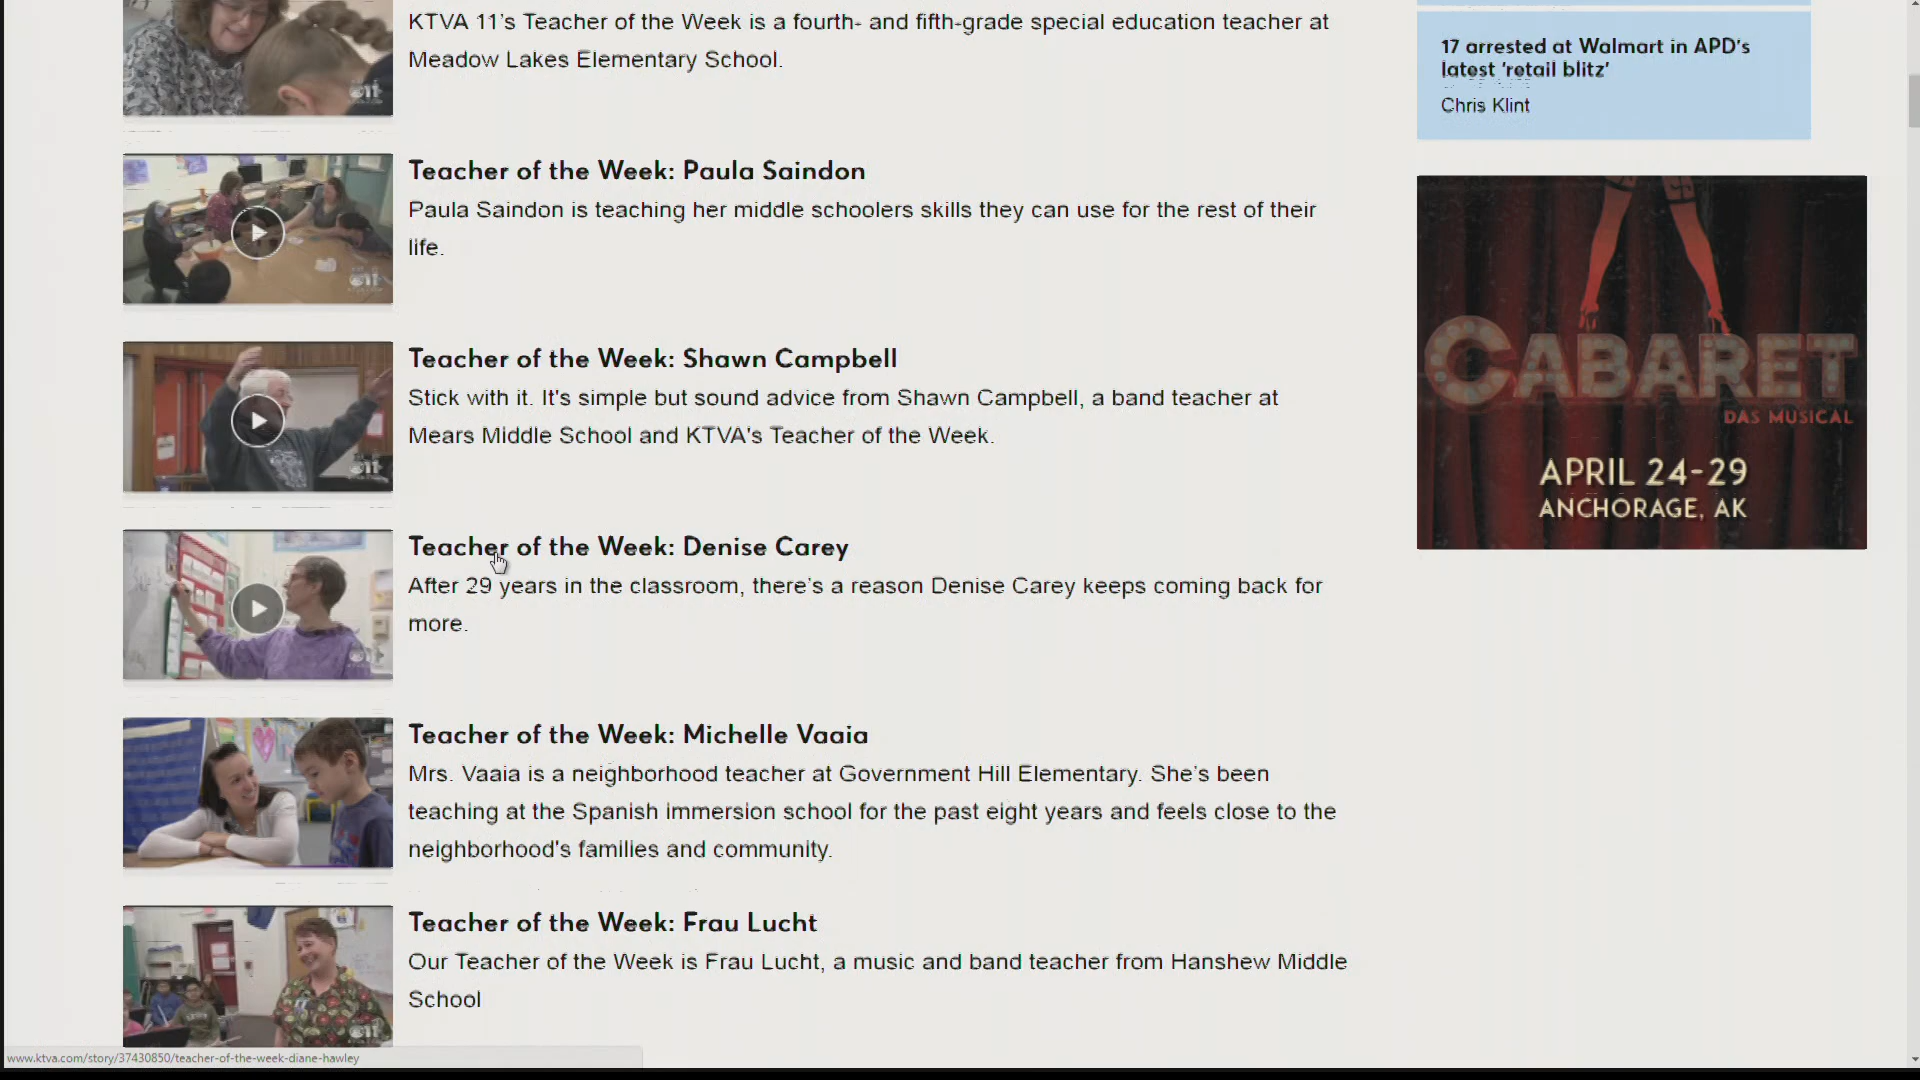 KTVA 11's Teacher of the Week is a fourth- and fifth-grade special education teacher at
Meadow Lakes Elementary School.
Teacher of the Week: Paula Saindon
Paula Saindon is teaching her middle schoolers skills they can use for the rest of their
life.
Teacher of the Week: Shawn Campbell
Stick with it. It's simple but sound advice from Shawn Campbell, a band teacher at
Mears Middle School and KTVA's Teacher of the Week.
Teacher of the Week: Denise Carey
After 29 years in the classroom, there's a reason Denise Carey keeps coming back for
more.
Teacher of the Week: Michelle Vaaia
Mrs. Vaaia is a neighborhood teacher at Government Hill Elementary. She's been
teaching at the Spanish immersion school for the past eight years and feels close to the
neighborhood's families and community.
Teacher of the Week: Frau Lucht
Our Teacher of the Week is Frau Lucht, a music and band teacher from Hanshew Middle
School
17 arrested at Walmart in APD's
latest 'retail blitz'
Chris Klint
CABARET
DAS MUSICAL
APRIL 24-29
ANCHORAGE, AK
www.ktva.com/story/37430850/teacher-of-the-week-diane-hawley